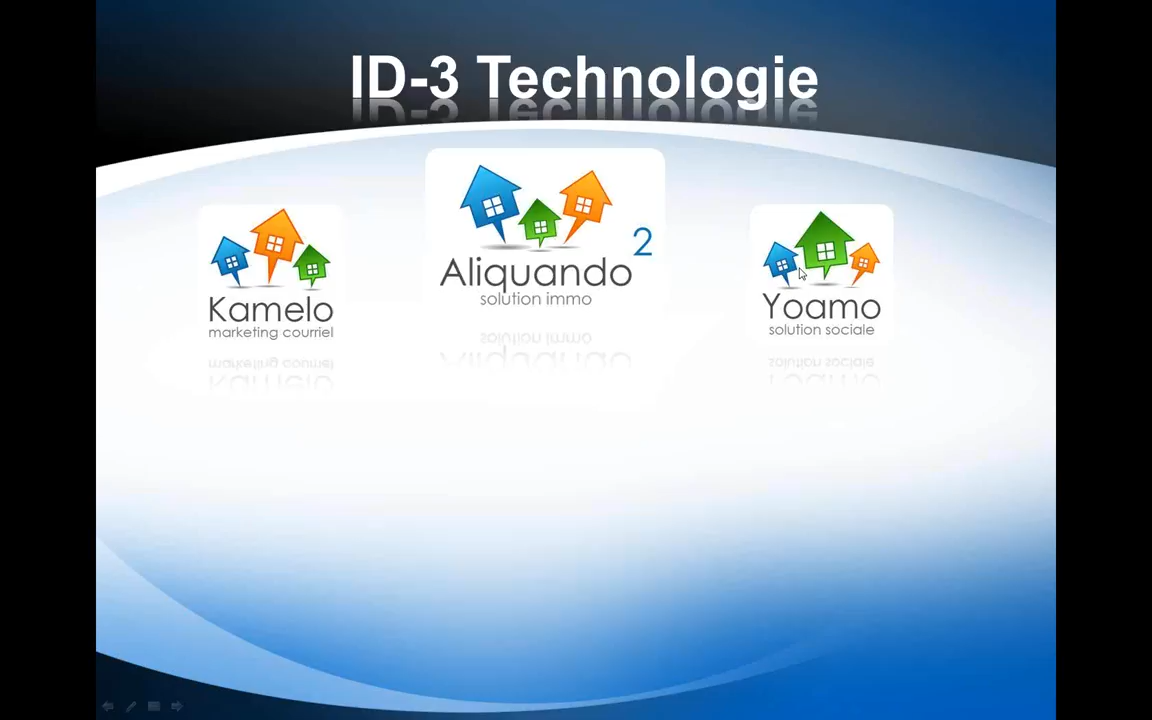 ID-3 Technologie
Kamelo
marketing courriel
Aliquando 2
solution immo
Yoamo
solution sociale